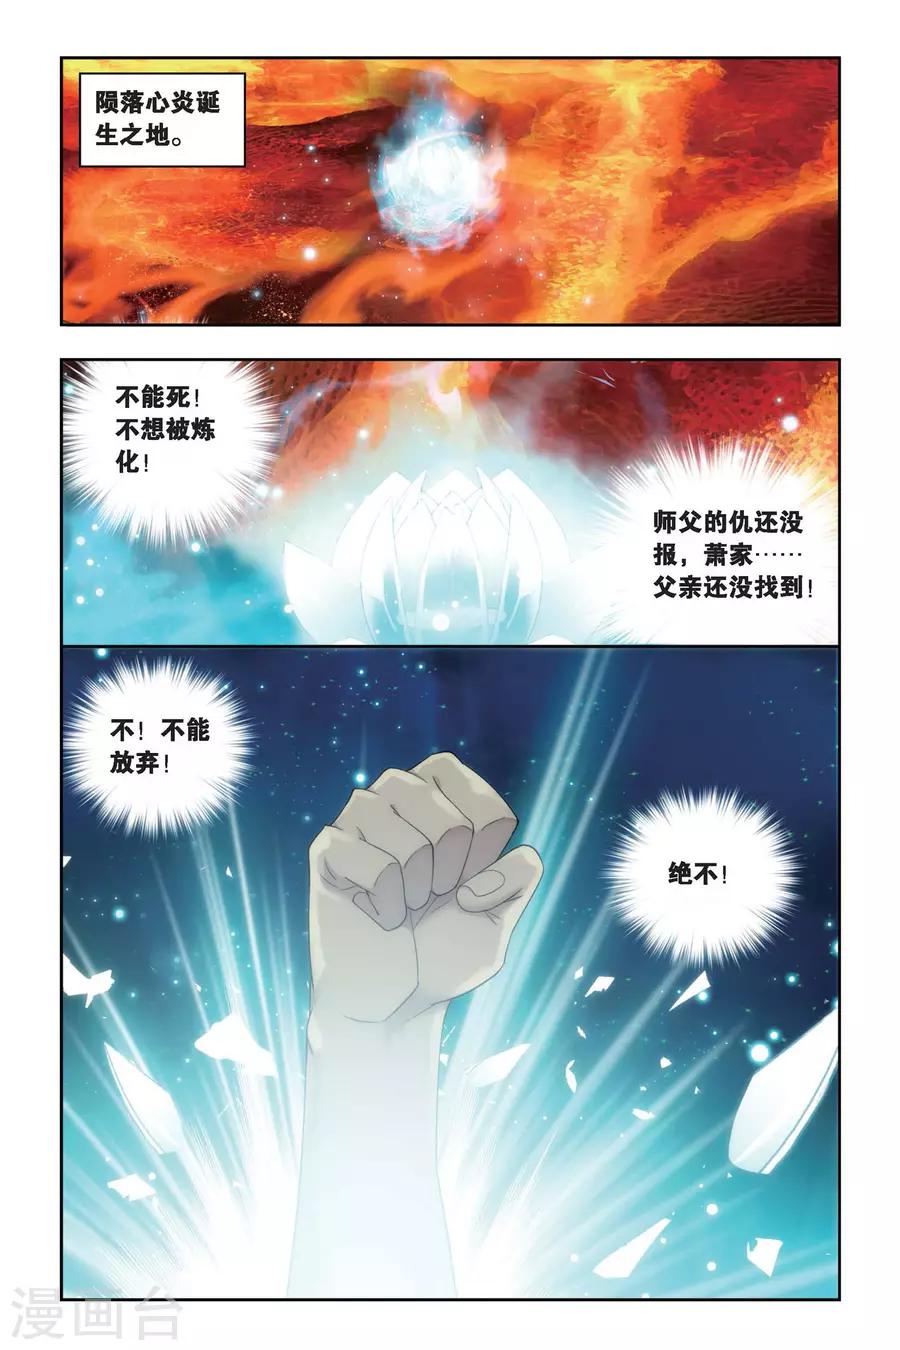 陨落心炎诞
生之地。
不能死！
不想被炼
化！
师父的仇还没
报，萧家……
父亲还没找到！
不！不能
放弃！
绝不！
漫画台